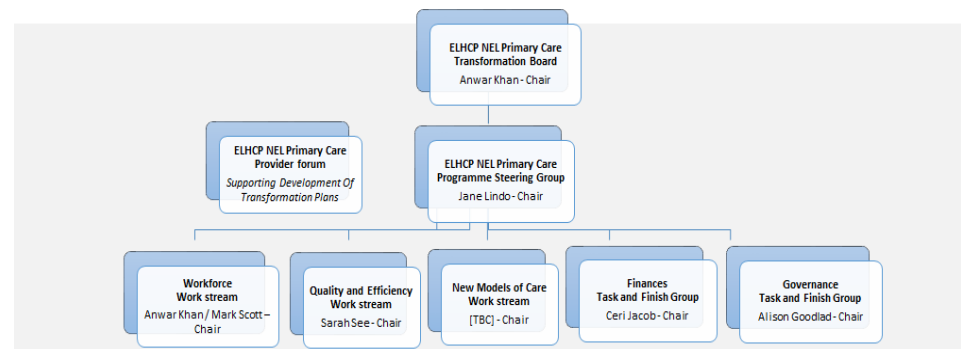 ELHCP NEL Primary Care
Transformation Board
Anwar Khan - Chair
ELHCP NEL Primary Care
Provider forum
Supporting Development Of
Transformation Plans
ELHCP NEL Primary Care
Programme Steering Group
Jane Lindo - Chair
Workforce
Work stream
Anwar Khan / Mark Scott –
Chair
Quality and Efficiency
Work stream
Sarah See - Chair
New Models of Care
Work stream
[TBC] - Chair
Finances
Task and Finish Group
Ceri Jacob - Chair
Governance
Task and Finish Group
Alison Goodlad - Chair